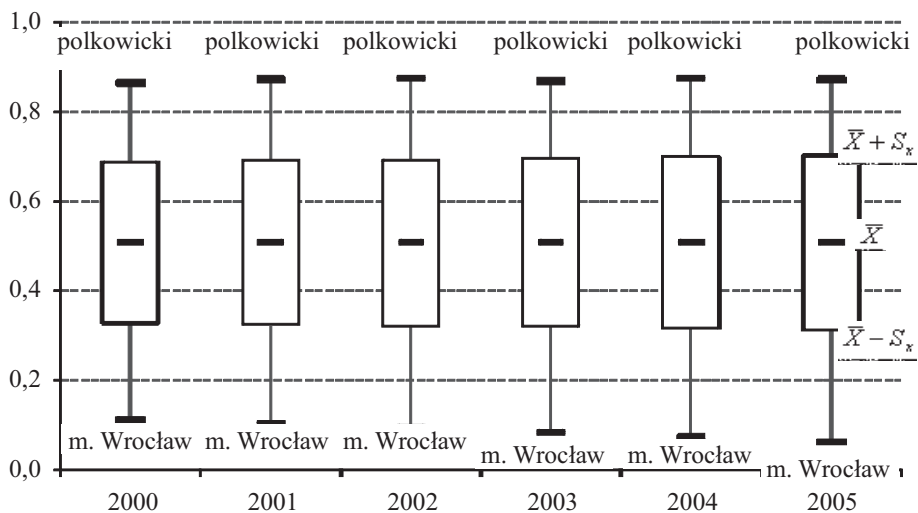 1,0
polkowicki polkowicki polkowicki polkowicki polkowicki polkowicki
0,8
X̅ + Sₓ
0,6
X̅
0,4
X̅ − Sₓ
0,2
m. Wrocław m. Wrocław m. Wrocław m. Wrocław m. Wrocław m. Wrocław
0,0
2000 2001 2002 2003 2004 2005